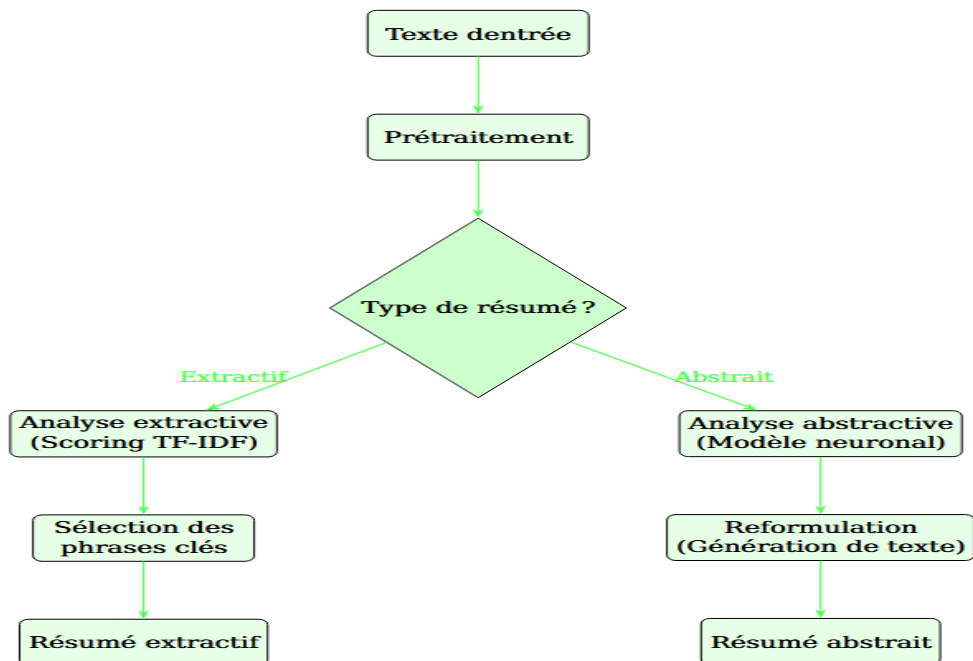 Texte dentrée
Prétraitement
Type de résumé ?
Extractif
Abstrait
Analyse extractive
(Scoring TF-IDF)
Analyse abstractive
(Modèle neuronal)
Sélection des
phrases clés
Reformulation
(Génération de texte)
Résumé extractif
Résumé abstrait